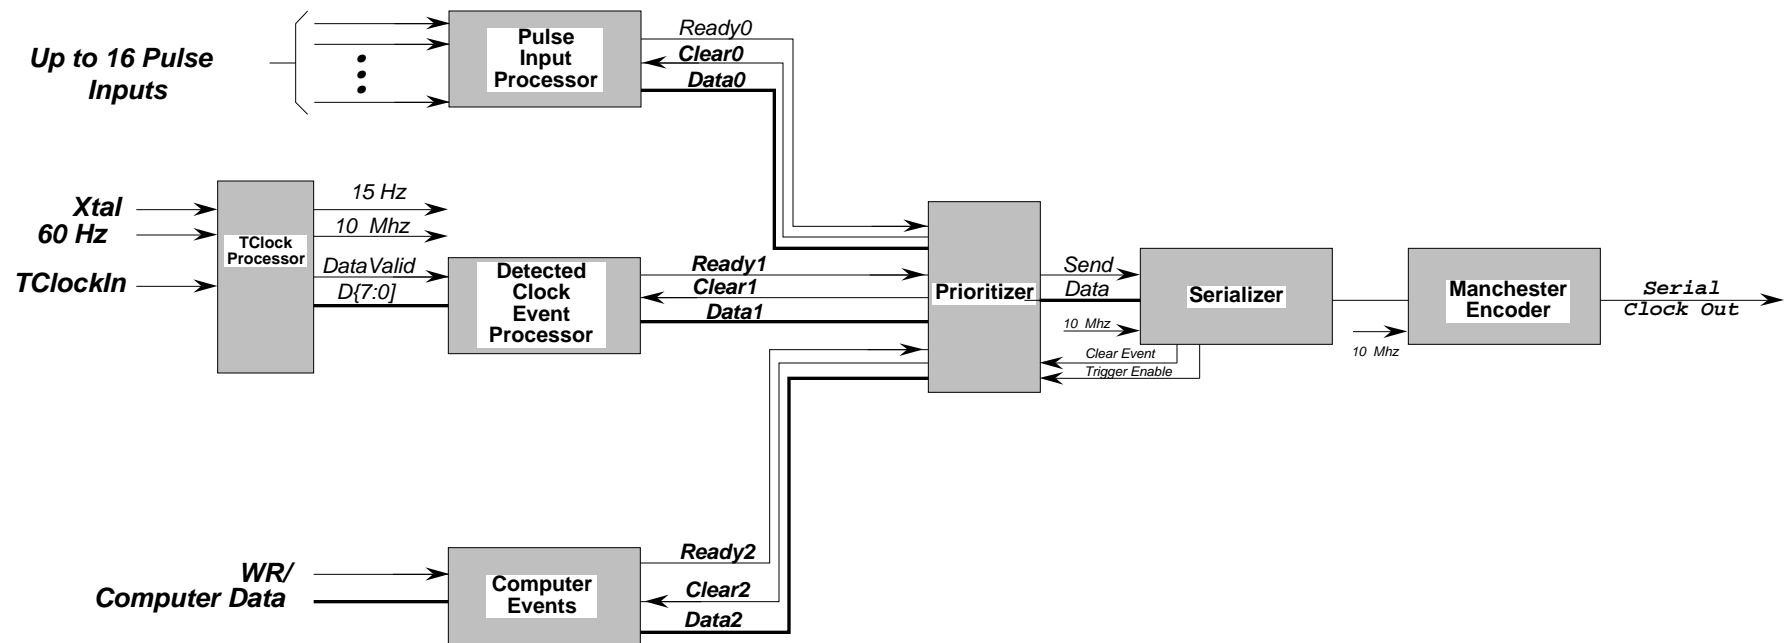 Up to 16 Pulse
Inputs
Pulse
Input
Processor
Ready0
Clear0
Data0
Xtal
60 Hz
TClockIn
TClock
Processor
15 Hz
10 Mhz
DataValid
D{7:0]
Detected
Clock
Event
Processor
Ready1
Clear1
Data1
Prioritizer
Send
Data
10 Mhz
Clear Event
Trigger Enable
Serializer
10 Mhz
Manchester
Encoder
Serial
Clock Out
WR/
Computer Data
Computer
Events
Ready2
Clear2
Data2